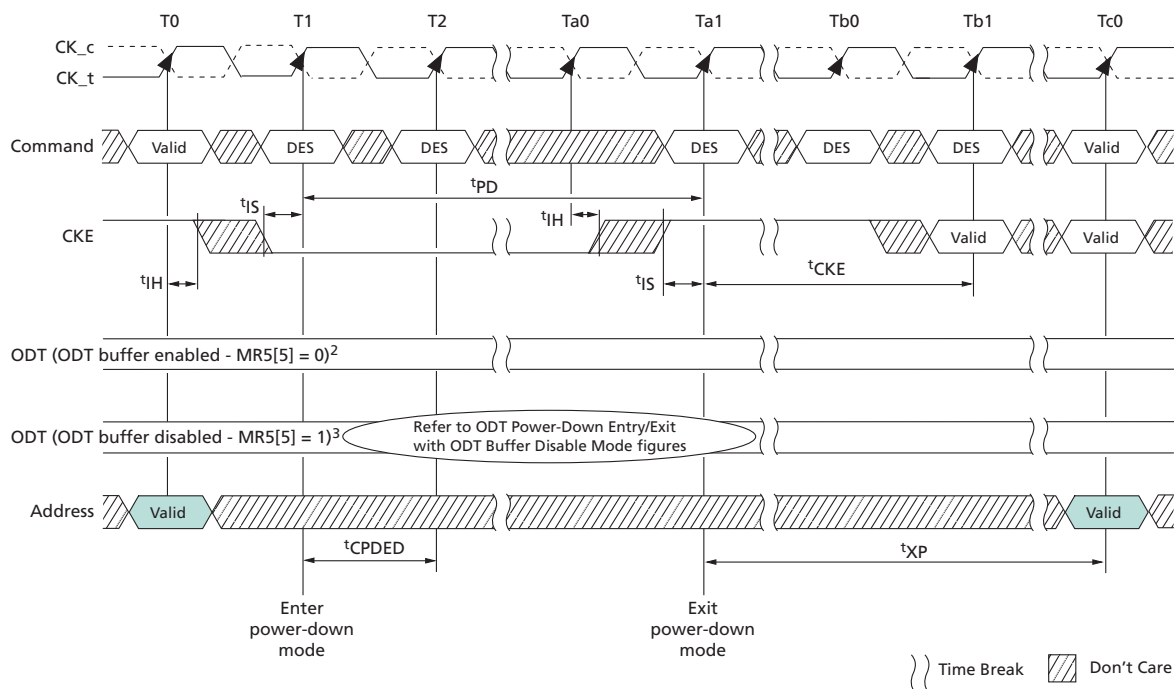 T0 T1 T2 Ta0 Ta1 Tb0 Tb1 Tc0
CK_c
CK_t
Command Valid DES DES DES DES DES Valid
tPD
tIS
tIH
CKE Valid Valid
tIH
tIS
tCKE
ODT (ODT buffer enabled - MR5[5] = 0)2
ODT (ODT buffer disabled - MR5[5] = 1)3
Refer to ODT Power-Down Entry/Exit
with ODT Buffer Disable Mode figures
Address Valid Valid
tCPDED
tXP
Enter
power-down
mode
Exit
power-down
mode
Time Break Don't Care